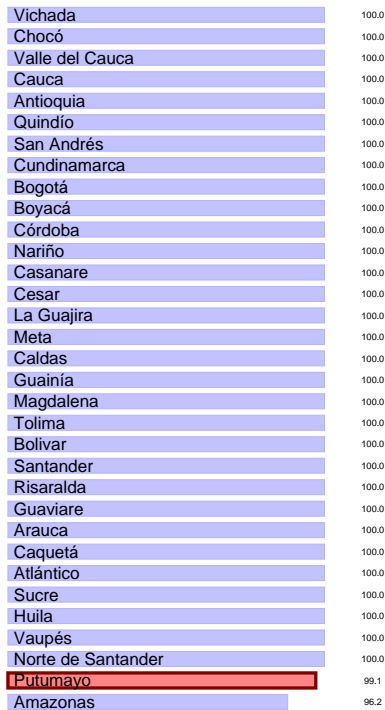 Vichada 100.0
Chocó 100.0
Valle del Cauca 100.0
Cauca 100.0
Antioquia 100.0
Quindío 100.0
San Andrés 100.0
Cundinamarca 100.0
Bogotá 100.0
Boyacá 100.0
Córdoba 100.0
Nariño 100.0
Casanare 100.0
Cesar 100.0
La Guajira 100.0
Meta 100.0
Caldas 100.0
Guainía 100.0
Magdalena 100.0
Tolima 100.0
Bolivar 100.0
Santander 100.0
Risaralda 100.0
Guaviare 100.0
Arauca 100.0
Caquetá 100.0
Atlántico 100.0
Sucre 100.0
Huila 100.0
Vaupés 100.0
Norte de Santander 100.0
Putumayo 99.1
Amazonas 96.2